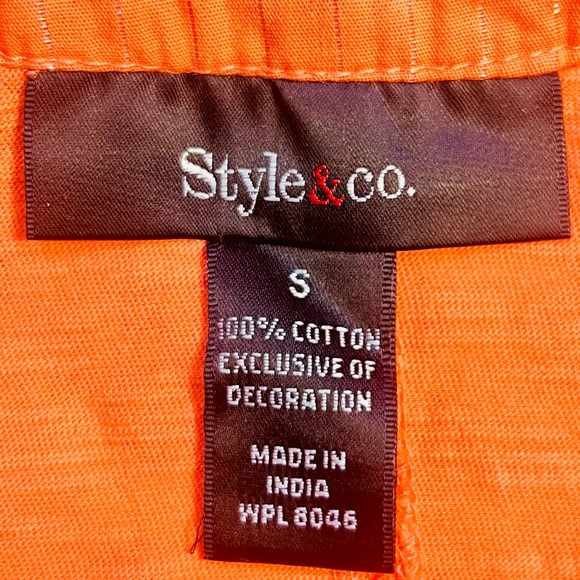 Style&co.
S
100% COTTON
EXCLUSIVE OF
DECORATION
MADE IN
INDIA
WPL 8046